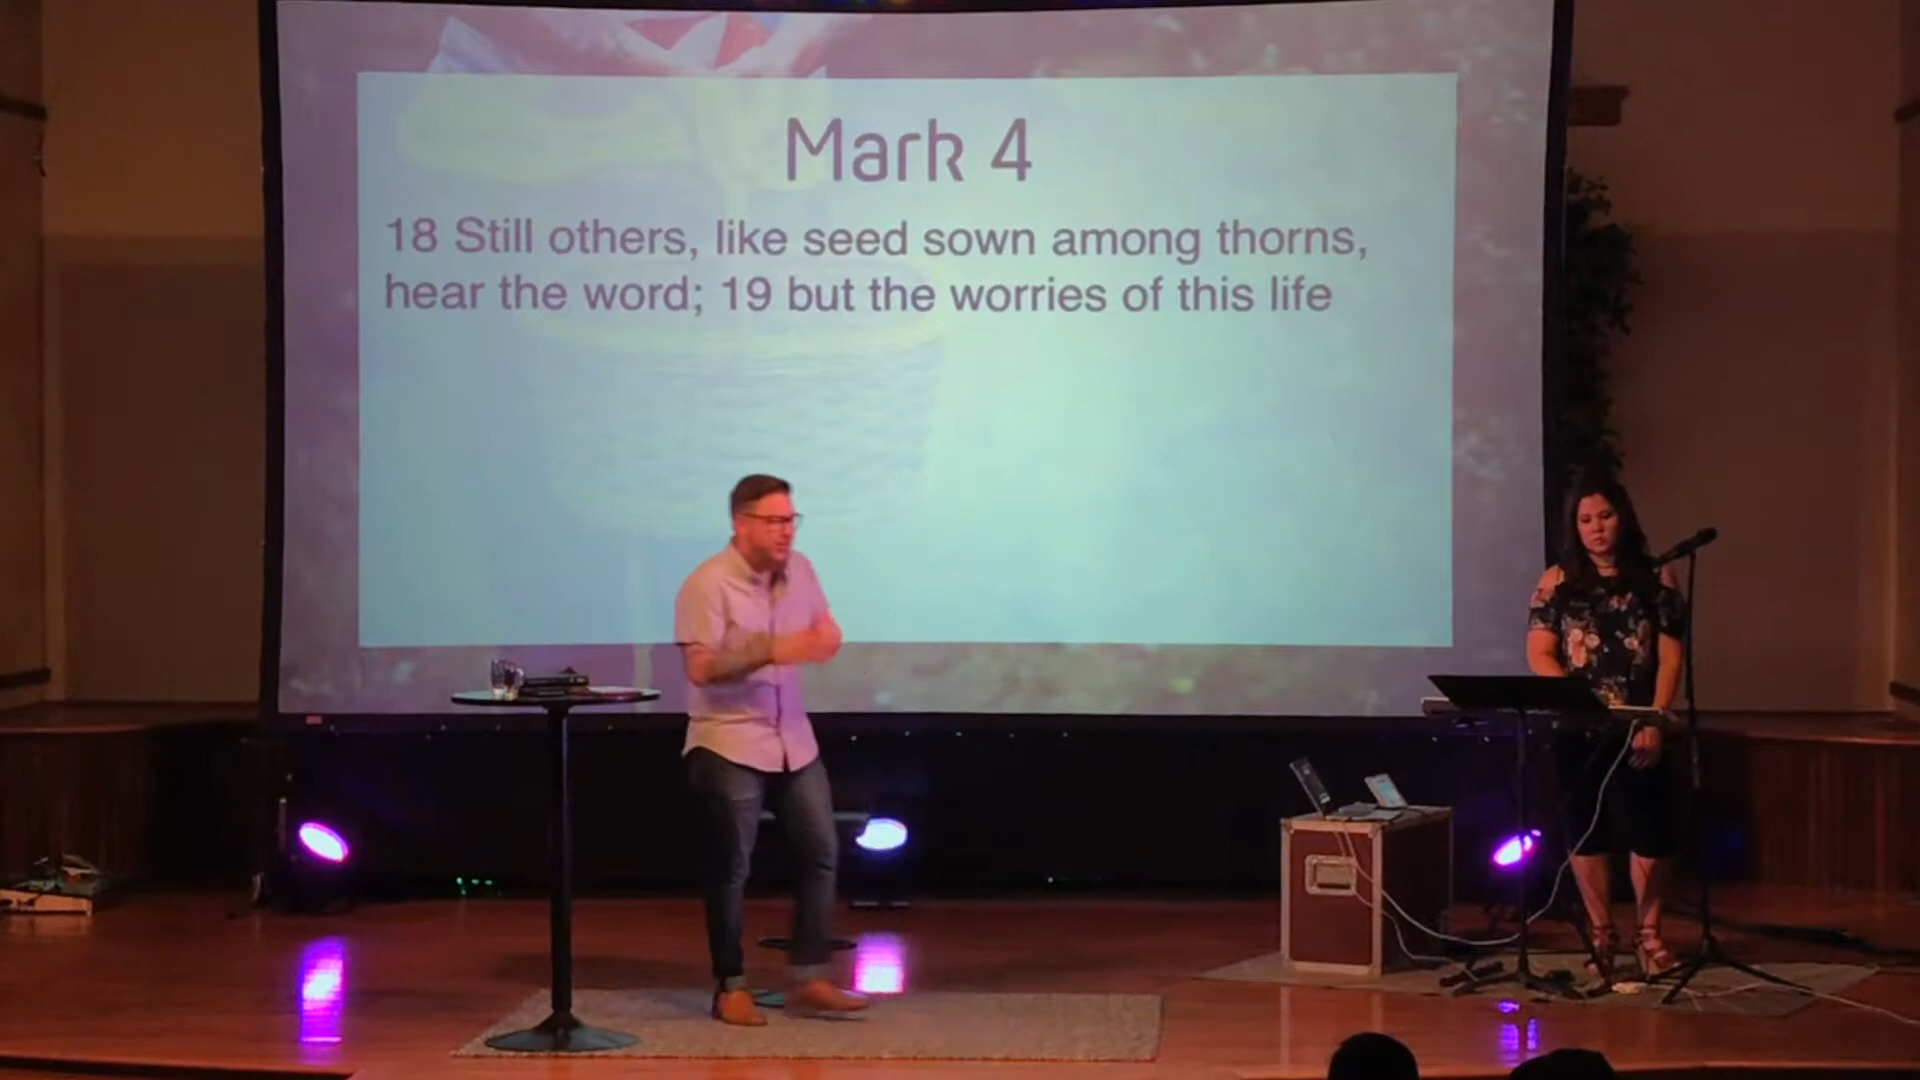 Mark 4
18 Still others, like seed sown among thorns,
hear the word; 19 but the worries of this life